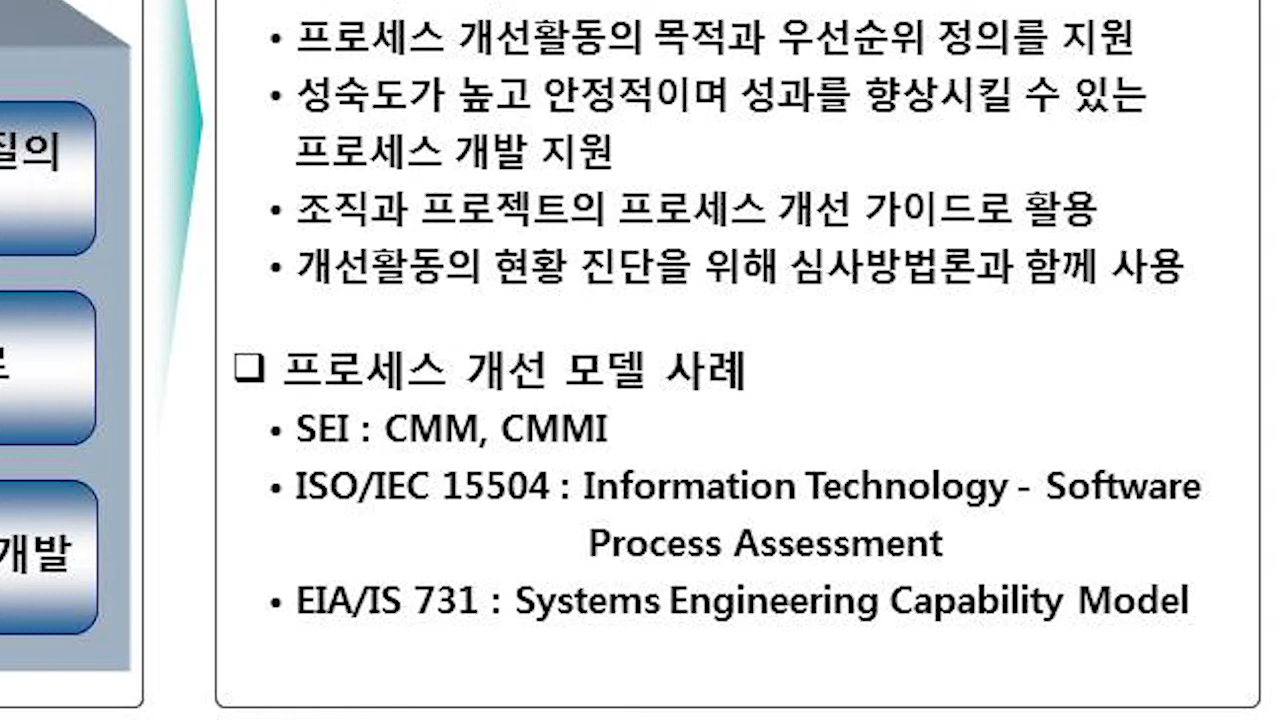 질의
개발
• 프로세스 개선활동의 목적과 우선순위 정의를 지원
• 성숙도가 높고 안정적이며 성과를 향상시킬 수 있는
프로세스 개발 지원
• 조직과 프로젝트의 프로세스 개선 가이드로 활용
• 개선활동의 현황 진단을 위해 심사방법론과 함께 사용
❑ 프로세스 개선 모델 사례
• SEI : CMM, CMMI
• ISO/IEC 15504 : Information Technology - Software
Process Assessment
• EIA/IS 731 : Systems Engineering Capability Model